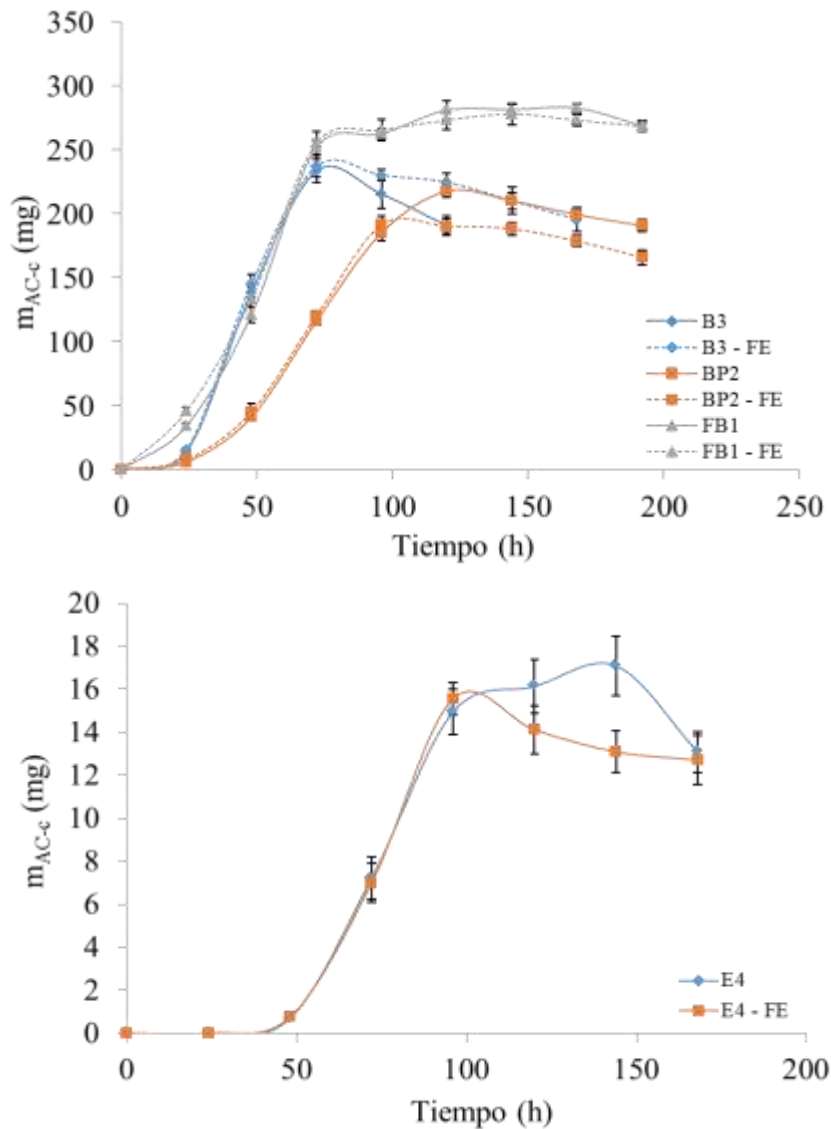 350
300
250
200
150
100
50
0
m_AC-c (mg)
0 50 100 150 200 250
Tiempo (h)
B3
B3 - FE
BP2
BP2 - FE
FB1
FB1 - FE
20
18
16
14
12
10
8
6
4
2
0
m_AC-c (mg)
0 50 100 150 200
Tiempo (h)
E4
E4 - FE